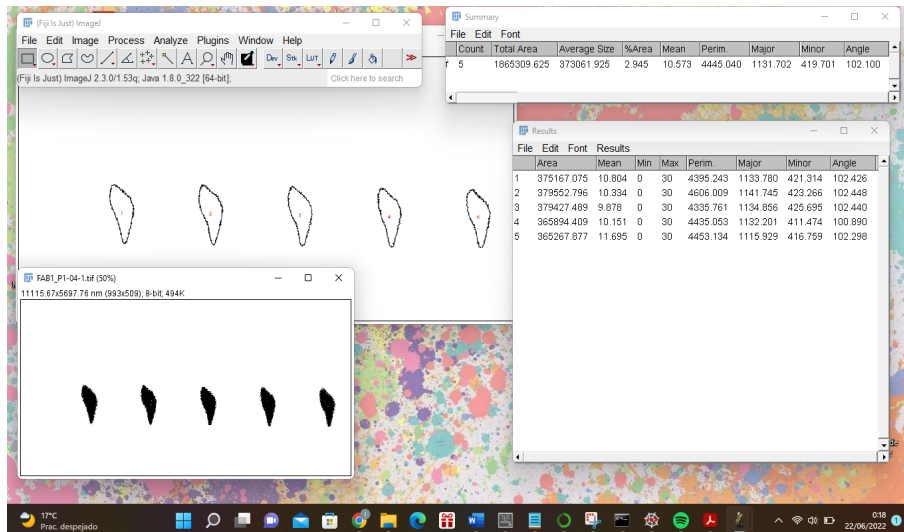 (Fiji Is Just) ImageJ
File Edit Image Process Analyze Plugins Window Help
A Dev Stk LUT
(Fiji Is Just) ImageJ 2.3.0/1.53q; Java 1.8.0_322 [64-bit];
Click here to search
1 2 3 4 5
FAB1_P1-04-1.tif (50%)
11115.67x5697.76 nm (993x509); 8-bit; 494K
Summary
File Edit Font
Count Total Area Average Size %Area Mean Perim. Major Minor Angle
5 1865309.625 373061.925 2.945 10.573 4445.040 1131.702 419.701 102.100
Results
File Edit Font Results
Area Mean Min Max Perim. Major Minor Angle
1 375167.075 10.804 0 30 4395.243 1133.780 421.314 102.426
2 379552.796 10.334 0 30 4606.009 1141.745 423.266 102.448
3 379427.489 9.878 0 30 4335.761 1134.856 425.695 102.440
4 365894.409 10.151 0 30 4435.053 1132.201 411.474 100.890
5 365267.877 11.695 0 30 4453.134 1115.929 416.759 102.298
17°C
Prac. despejado
0:18
22/06/2022